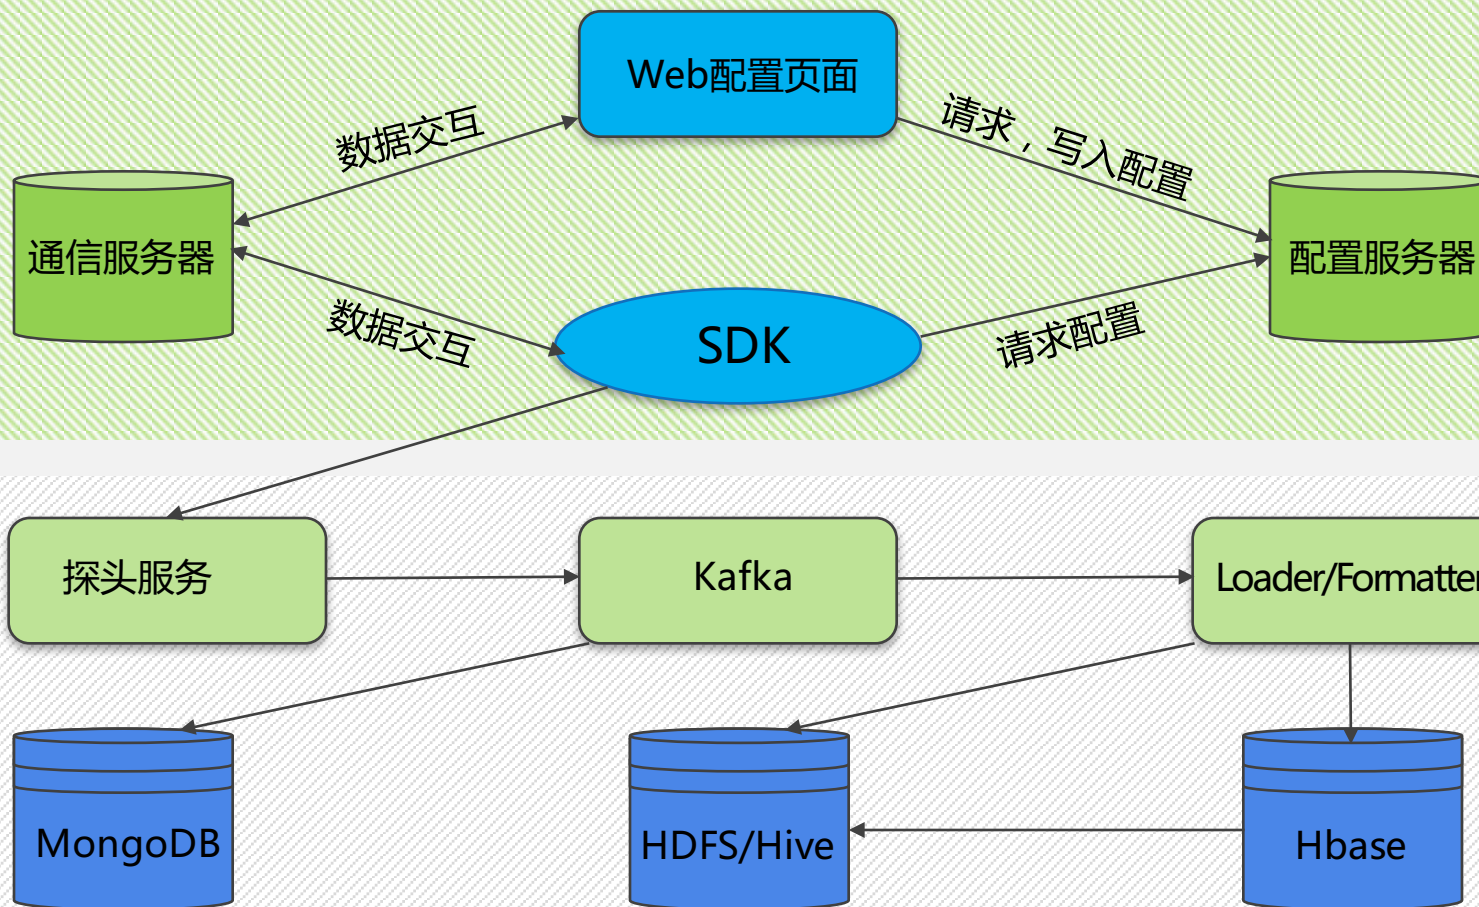 Web配置页面
数据交互
请求，写入配置
通信服务器
配置服务器
数据交互
SDK
请求配置
探头服务
Kafka
Loader/Formatter
MongoDB
HDFS/Hive
Hbase